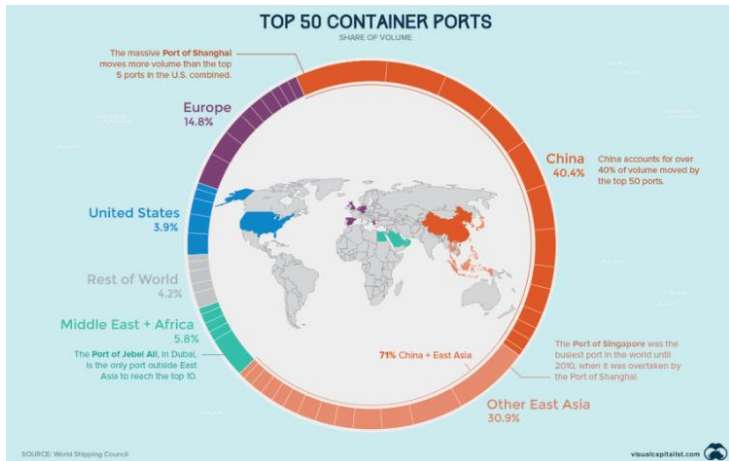 TOP 50 CONTAINER PORTS
SHARE OF VOLUME
The massive Port of Shanghai
moves more volume than the top
5 ports in the U.S. combined.
Europe
14.8%
China
40.4%
China accounts for over
40% of volume moved by
the top 50 ports.
United States
3.9%
Rest of World
4.2%
Middle East + Africa
5.8%
The Port of Jebel Ali, in Dubai,
is the only port outside East
Asia to reach the top 10.
71% China + East Asia
The Port of Singapore was the
busiest port in the world until
2010, when it was overtaken by
the Port of Shanghai.
Other East Asia
30.9%
SOURCE: World Shipping Council
visualcapitalist.com